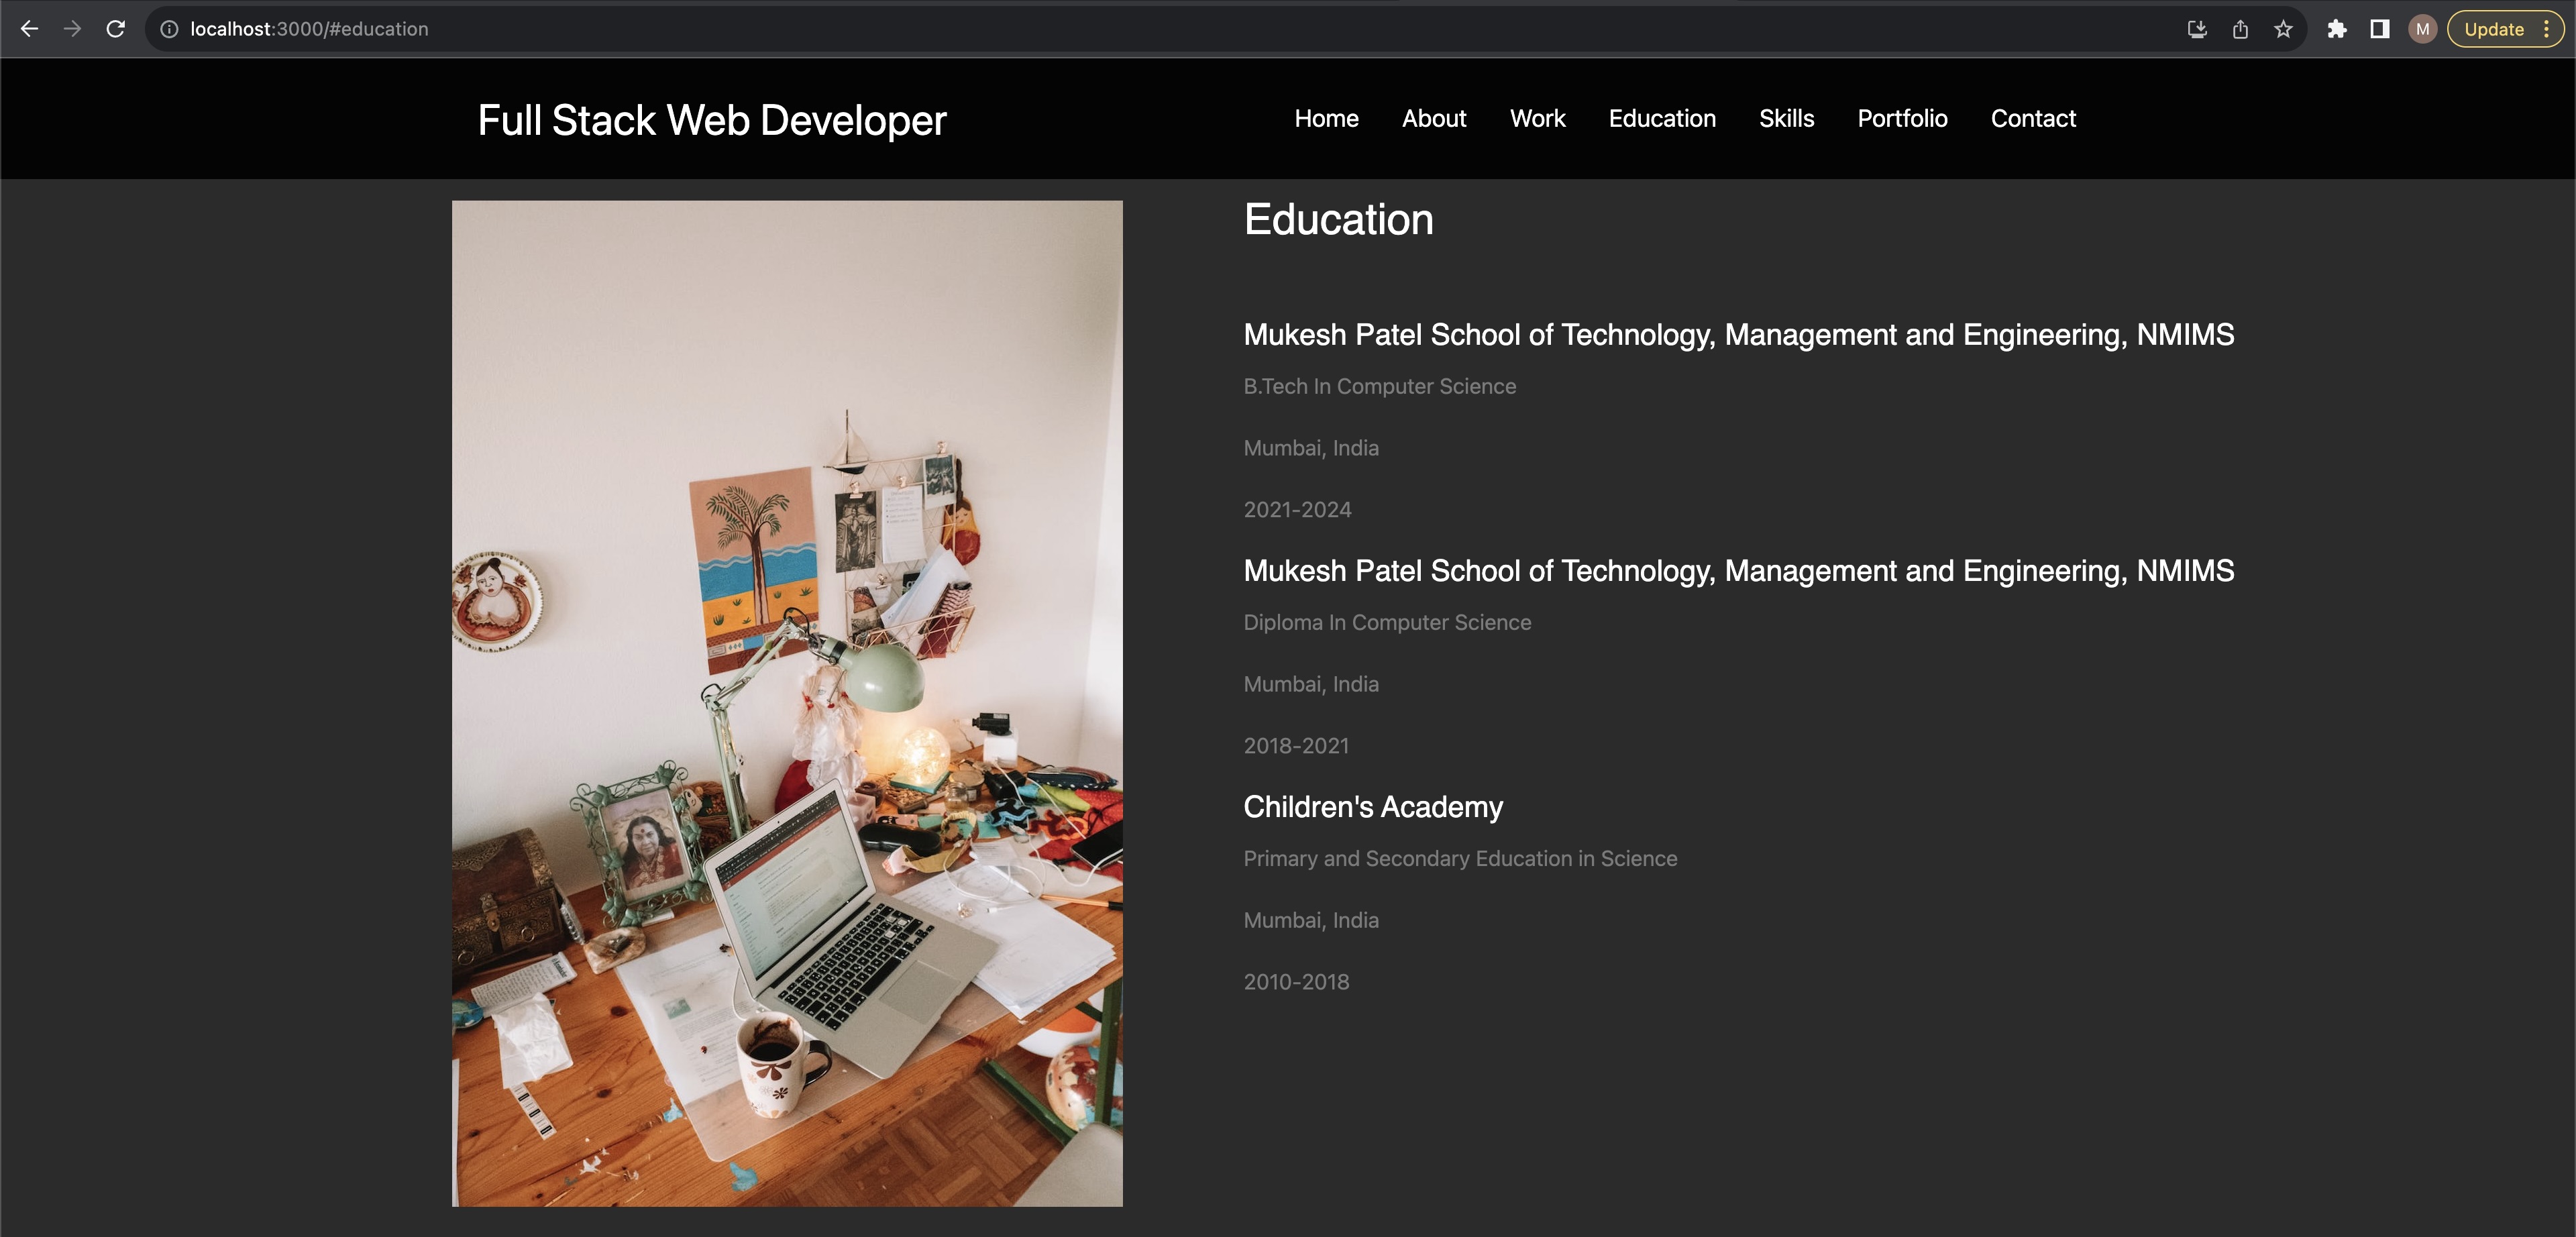 localhost:3000/#education
M
Update
Full Stack Web Developer
Home About Work Education Skills Portfolio Contact
Education
Mukesh Patel School of Technology, Management and Engineering, NMIMS
B.Tech In Computer Science
Mumbai, India
2021-2024
Mukesh Patel School of Technology, Management and Engineering, NMIMS
Diploma In Computer Science
Mumbai, India
2018-2021
Children's Academy
Primary and Secondary Education in Science
Mumbai, India
2010-2018